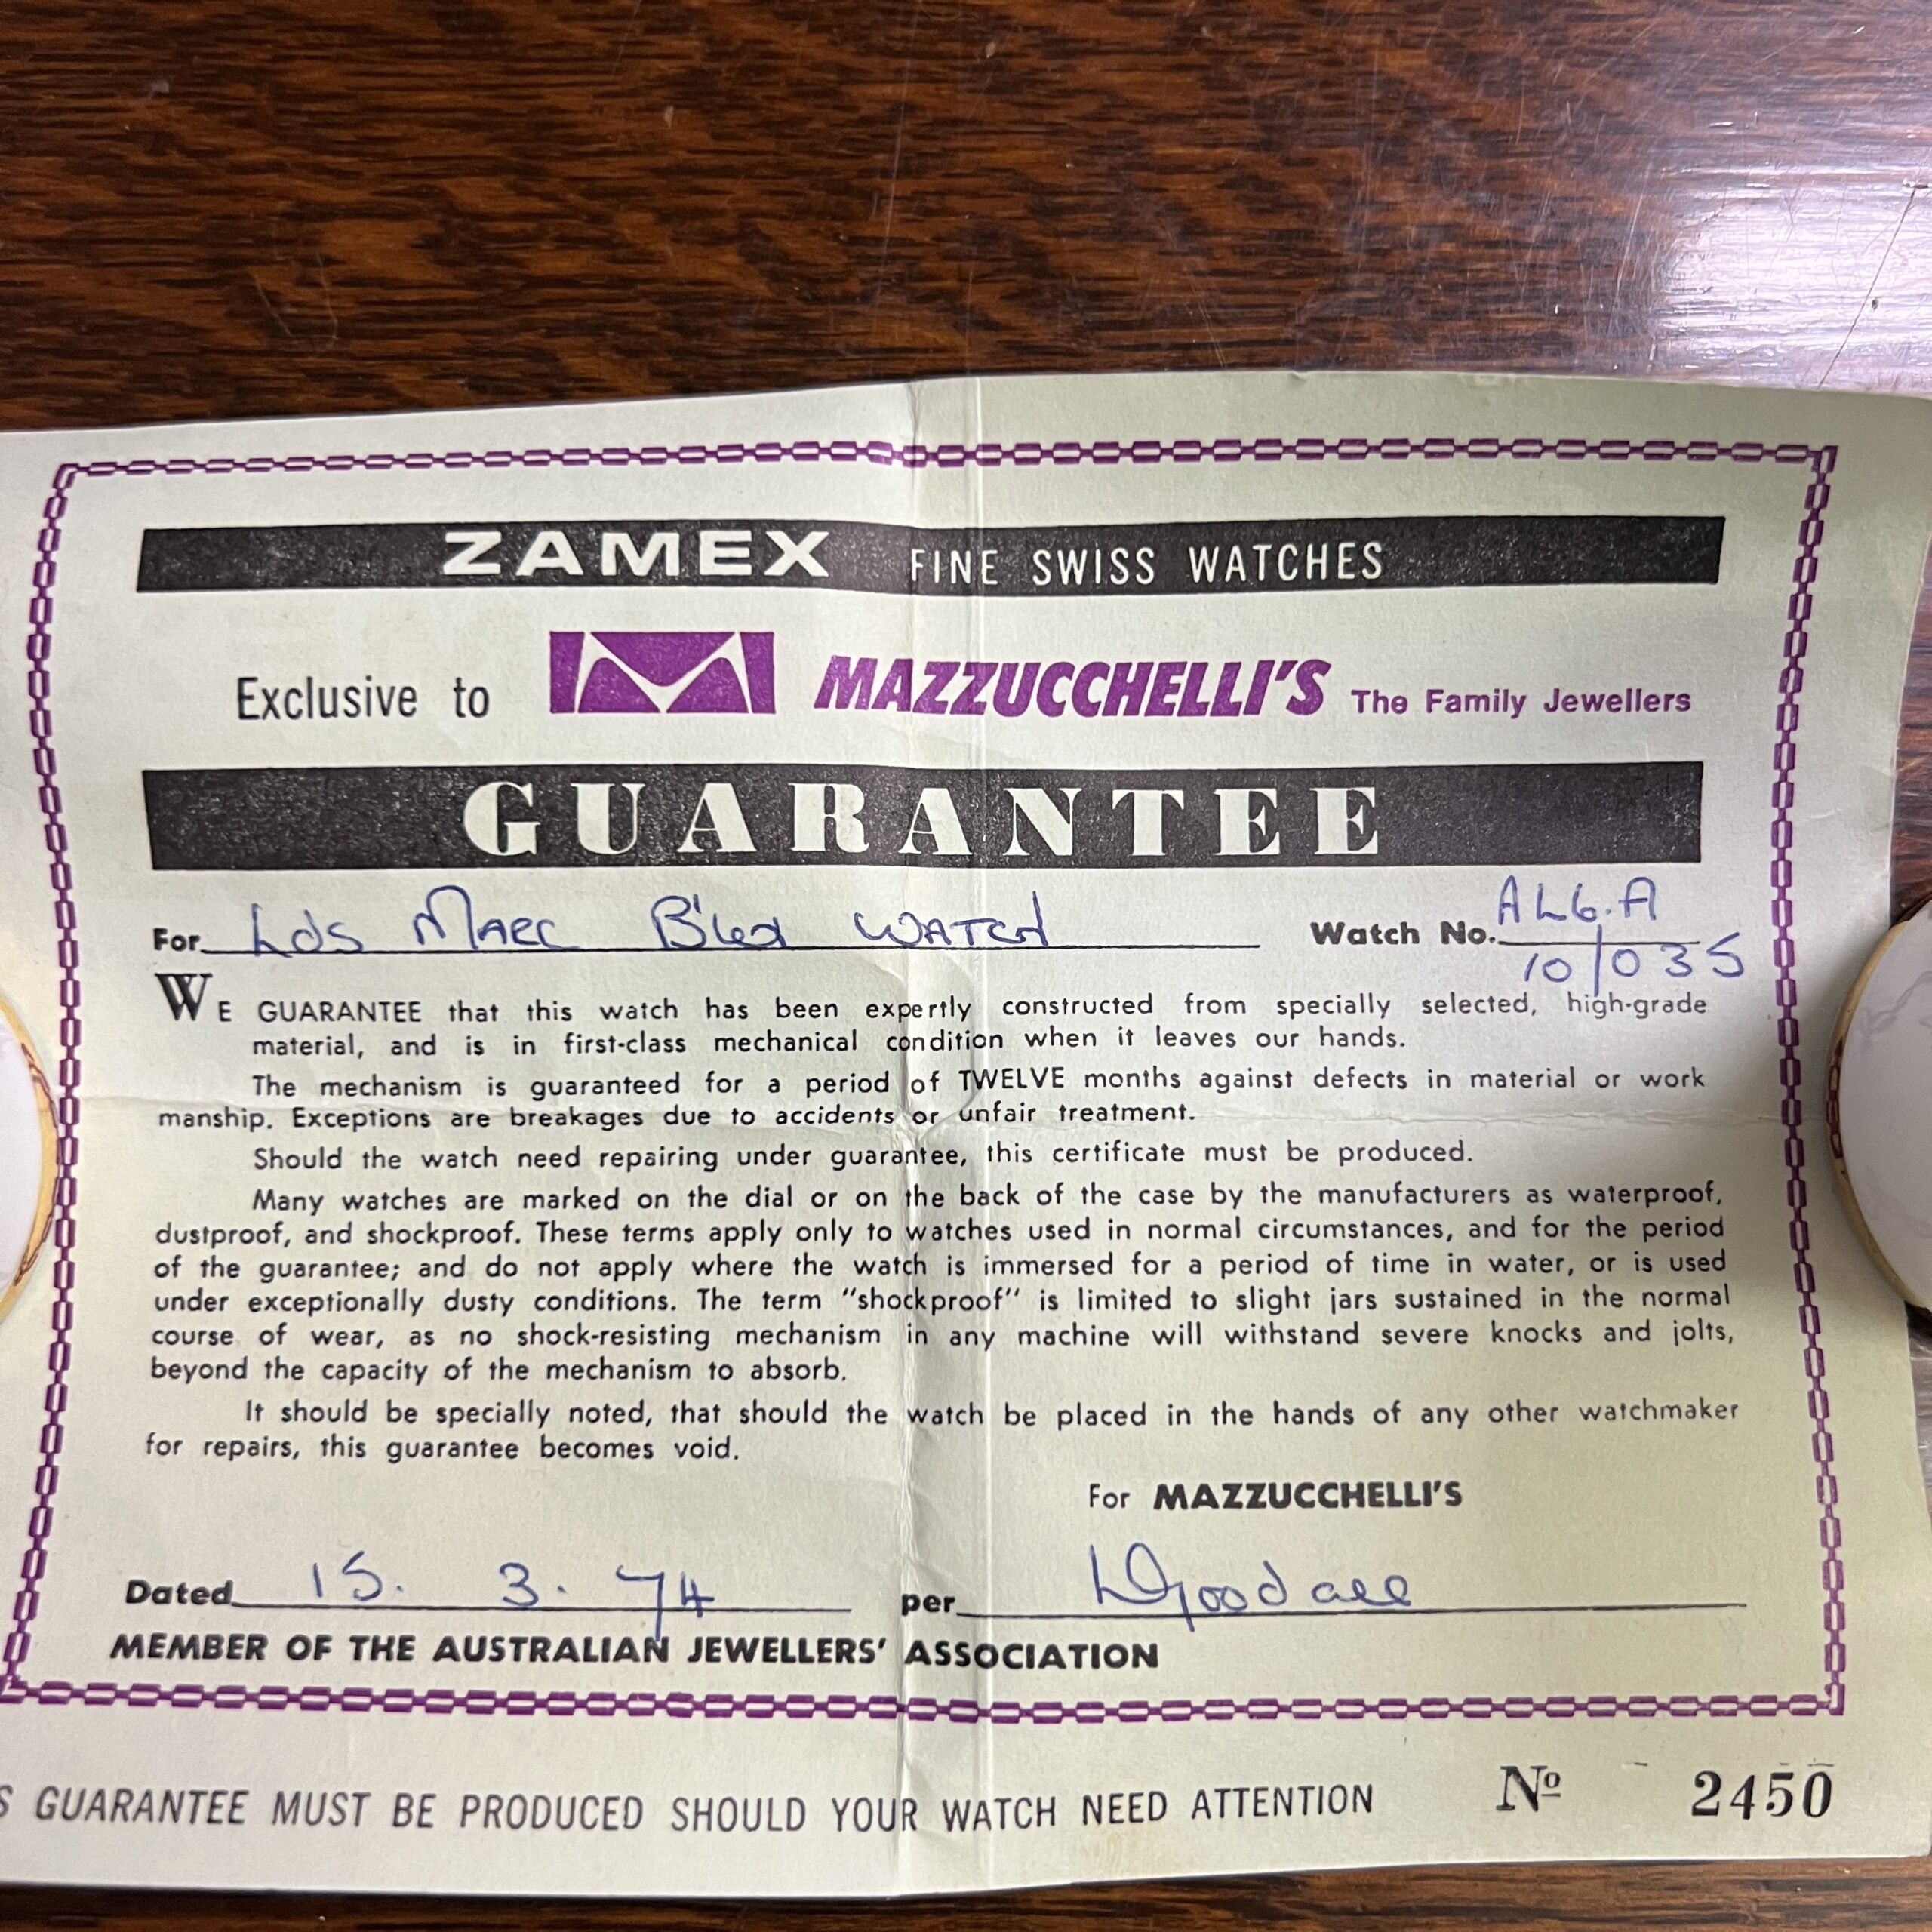 ZAMEX FINE SWISS WATCHES
Exclusive to MAZZUCCHELLI'S The Family Jewellers
GUARANTEE
For Lds Marc WATCH Watch No. ALG.A
10/035
WE GUARANTEE that this watch has been expertly constructed from specially selected, high-grade
material, and is in first-class mechanical condition when it leaves our hands.
The mechanism is guaranteed for a period of TWELVE months against defects in material or work
manship. Exceptions are breakages due to accidents or unfair treatment.
Should the watch need repairing under guarantee, this certificate must be produced.
Many watches are marked on the dial or on the back of the case by the manufacturers as waterproof,
dustproof, and shockproof. These terms apply only to watches used in normal circumstances, and for the period
of the guarantee; and do not apply where the watch is immersed for a period of time in water, or is used
under exceptionally dusty conditions. The term "shockproof" is limited to slight jars sustained in the normal
course of wear, as no shock-resisting mechanism in any machine will withstand severe knocks and jolts,
beyond the capacity of the mechanism to absorb.
It should be specially noted, that should the watch be placed in the hands of any other watchmaker
for repairs, this guarantee becomes void.
For MAZZUCCHELLI'S
Dated 15. 3. 74 per DGoodall
MEMBER OF THE AUSTRALIAN JEWELLERS' ASSOCIATION
S GUARANTEE MUST BE PRODUCED SHOULD YOUR WATCH NEED ATTENTION Nº 2450